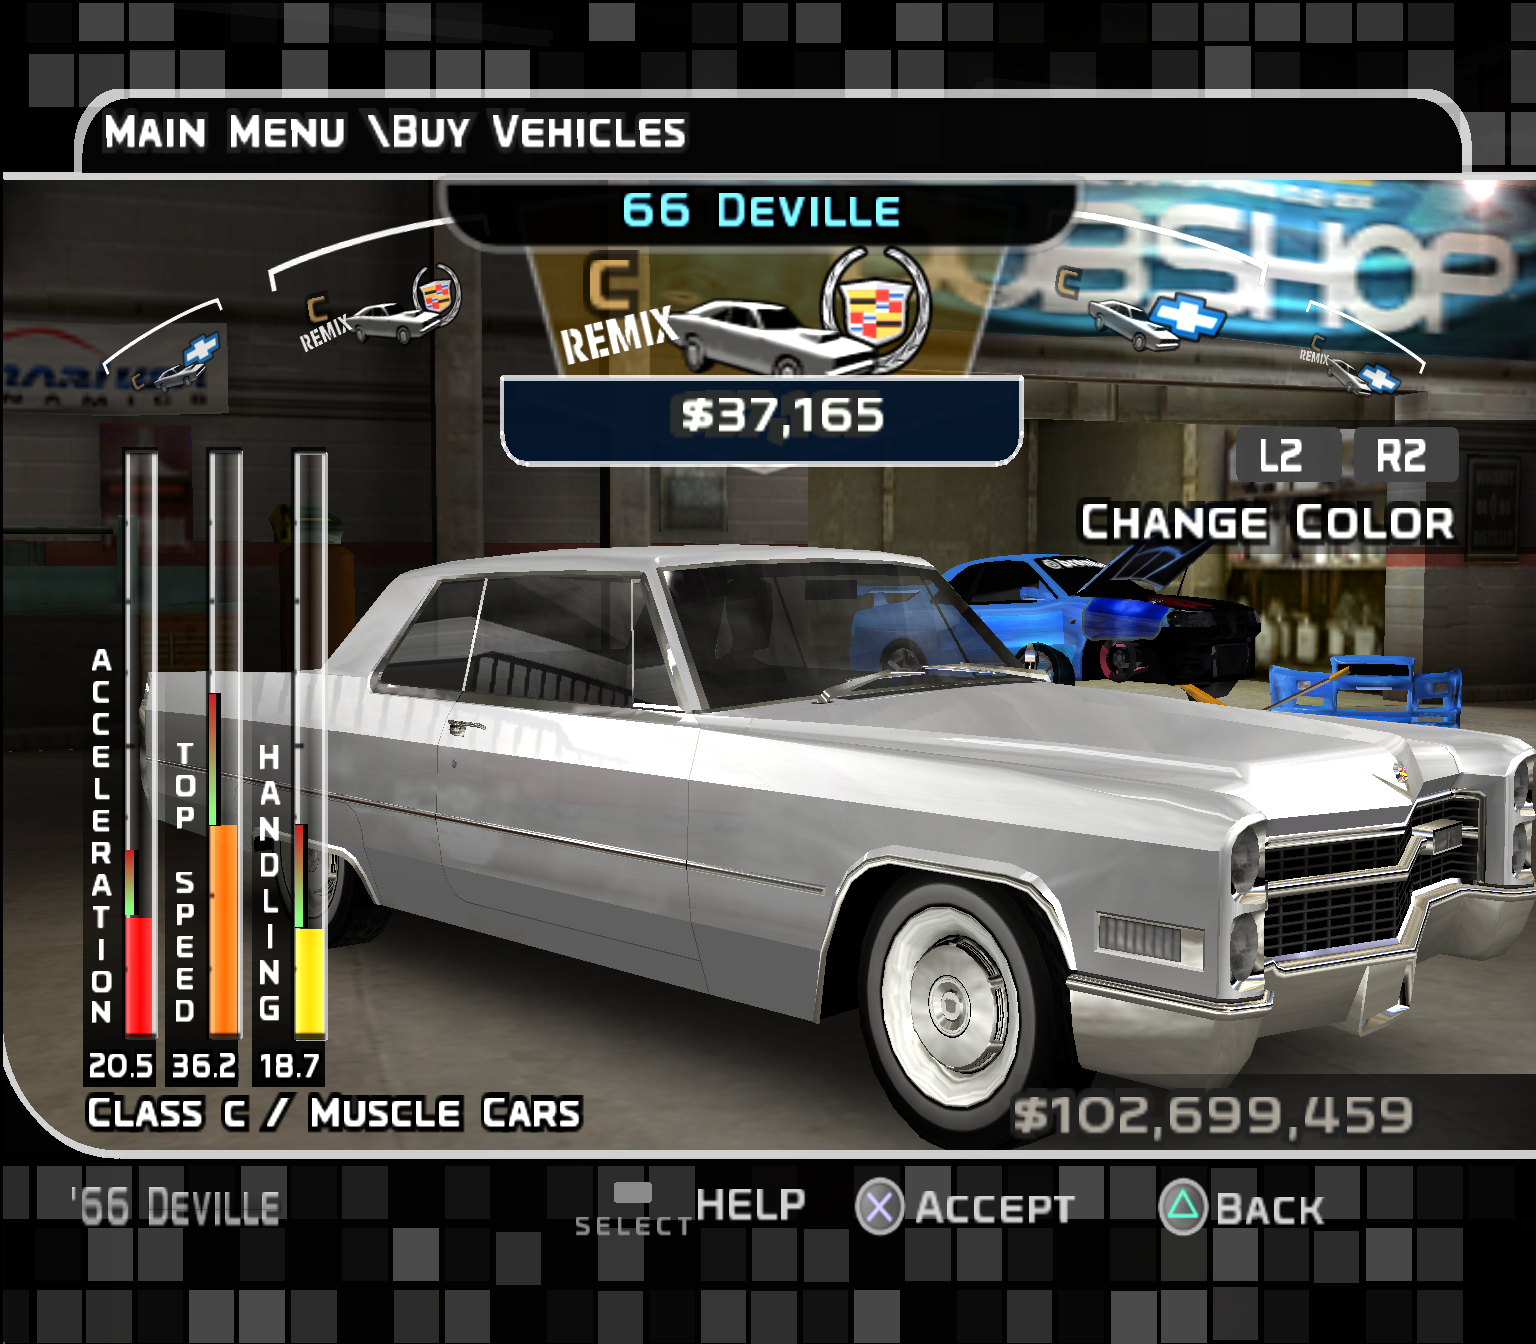 MAIN MENU \BUY VEHICLES
66 DEVILLE
C
REMIX
C
REMIX
C
C
C
REMIX
$37,165
L2 R2
CHANGE COLOR
ACCELERATION
TOP SPEED
HANDLING
20.5 36.2 18.7
CLASS C / MUSCLE CARS
$102,699,459
'66 DEVILLE
SELECT HELP ACCEPT BACK